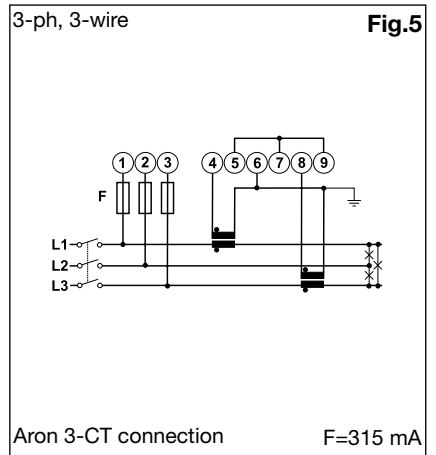 3-ph, 3-wire Fig.5
1 2 3 4 5 6 7 8 9
F
L1
L2
L3
Aron 3-CT connection F=315 mA